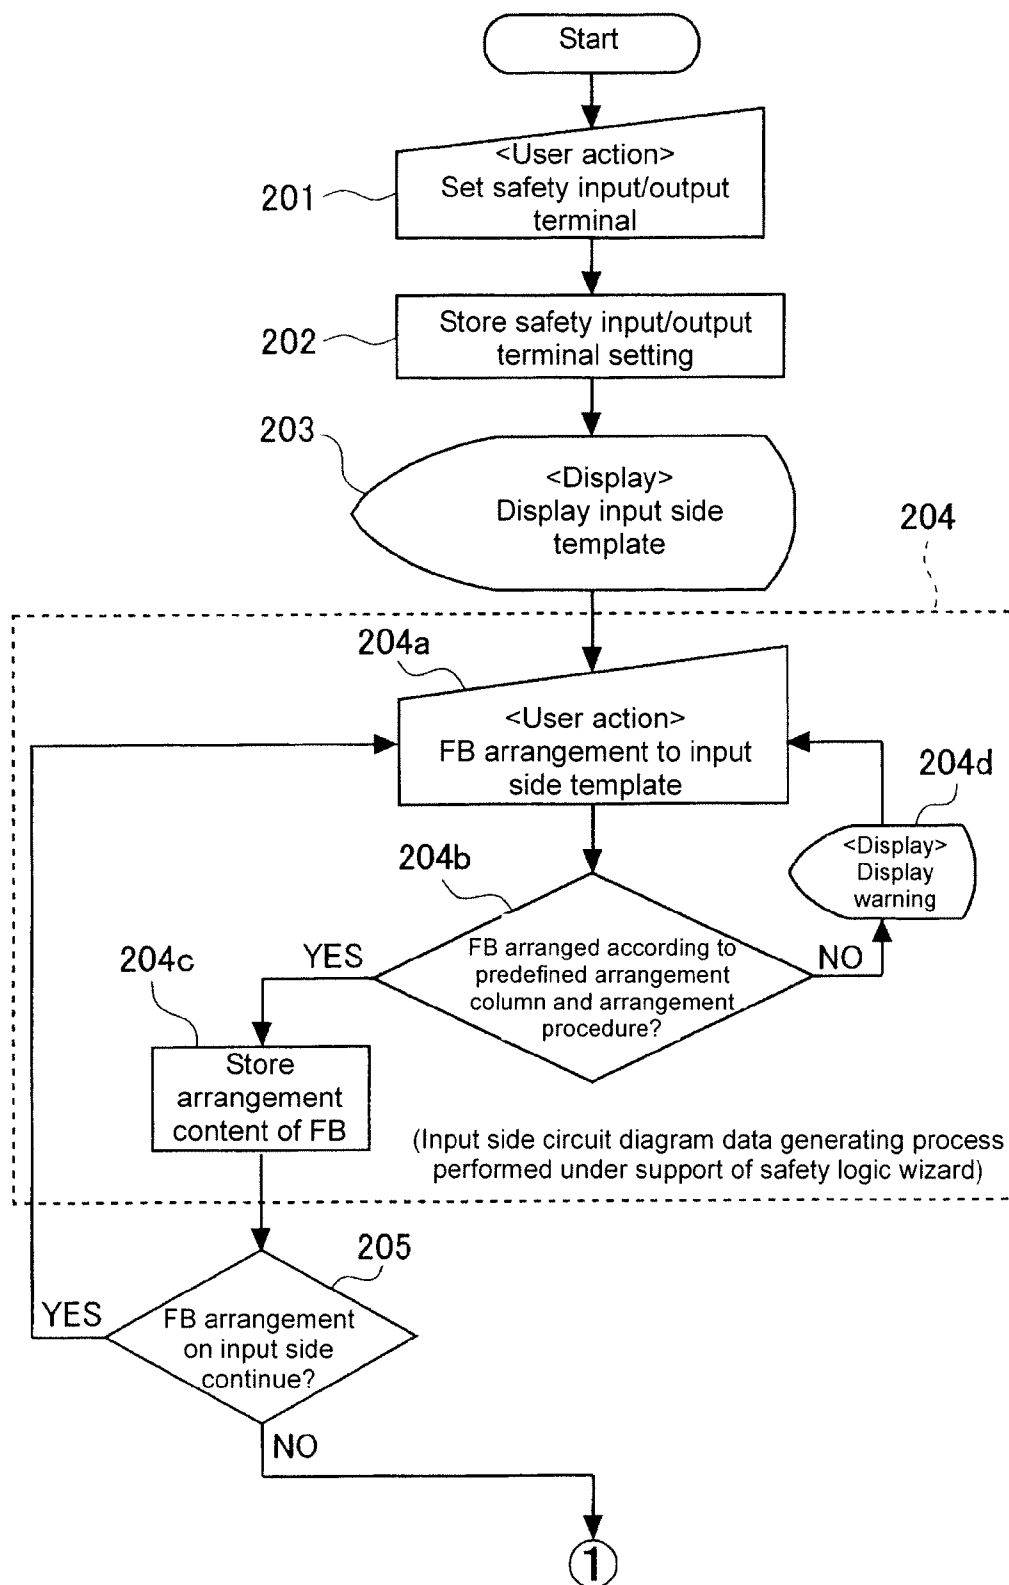 Start
<User action>
Set safety input/output
terminal
201
Store safety input/output
terminal setting
202
203
<Display>
Display input side
template
204
204a
<User action>
FB arrangement to input
side template
204d
<Display>
Display
warning
204b
FB arranged according to
predefined arrangement
column and arrangement
procedure?
YES
NO
204c
Store
arrangement
content of FB
(Input side circuit diagram data generating process
performed under support of safety logic wizard)
205
YES
FB arrangement
on input side
continue?
NO
1